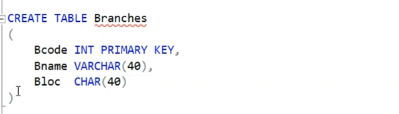 CREATE TABLE Branches
(
Bcode INT PRIMARY KEY,
Bname VARCHAR(40),
Bloc CHAR(40)
)